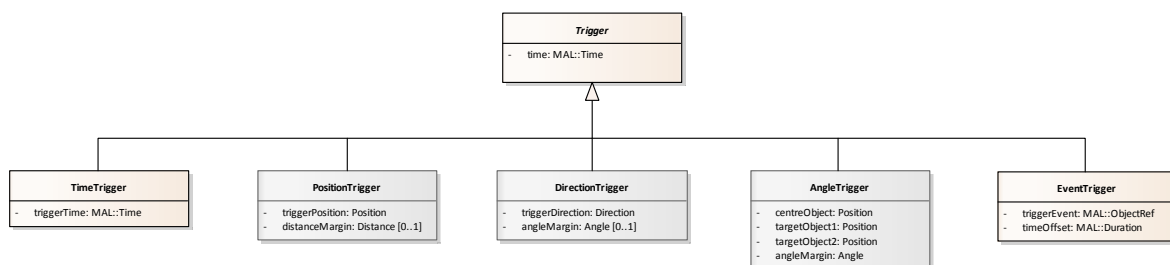 Trigger
- time: MAL::Time
TimeTrigger
- triggerTime: MAL::Time
PositionTrigger
- triggerPosition: Position
- distanceMargin: Distance [0..1]
DirectionTrigger
- triggerDirection: Direction
- angleMargin: Angle [0..1]
AngleTrigger
- centreObject: Position
- targetObject1: Position
- targetObject2: Position
- angleMargin: Angle
EventTrigger
- triggerEvent: MAL::ObjectRef
- timeOffset: MAL::Duration